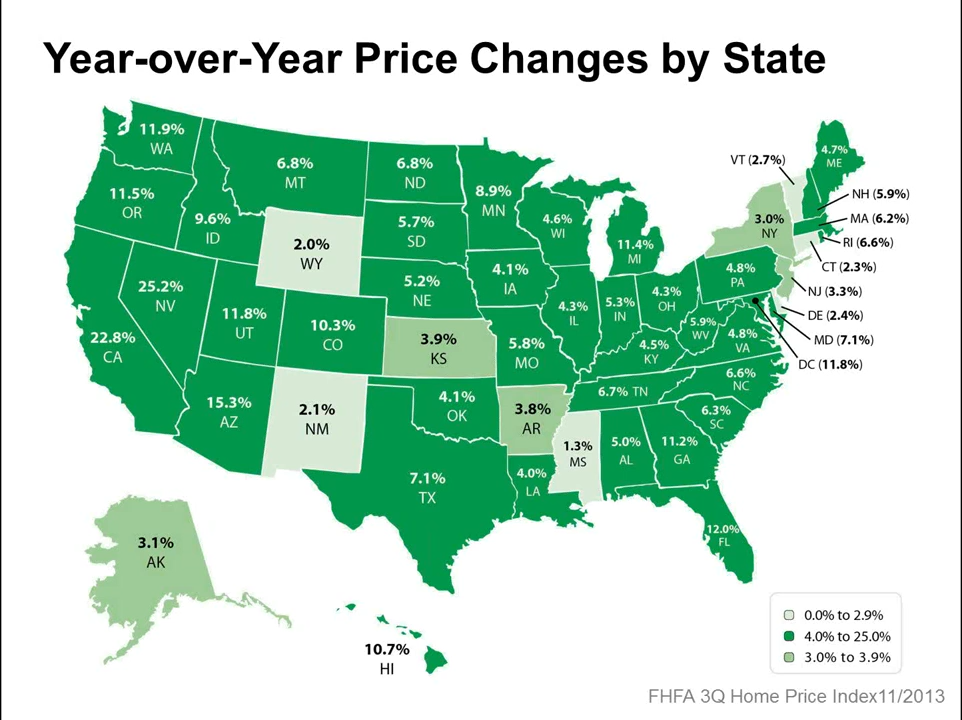 Year-over-Year Price Changes by State
11.9%
WA
6.8%
MT
6.8%
ND
8.9%
MN
4.7%
ME
VT (2.7%)
NH (5.9%)
MA (6.2%)
RI (6.6%)
CT (2.3%)
NJ (3.3%)
DE (2.4%)
MD (7.1%)
DC (11.8%)
11.5%
OR
9.6%
ID
2.0%
WY
5.7%
SD
4.6%
WI
11.4%
MI
3.0%
NY
25.2%
NV
11.8%
UT
10.3%
CO
5.2%
NE
4.1%
IA
4.3%
IL
5.3%
IN
4.3%
OH
4.8%
PA
22.8%
CA
3.9%
KS
5.8%
MO
4.5%
KY
5.9%
WV
4.8%
VA
15.3%
AZ
2.1%
NM
4.1%
OK
3.8%
AR
6.7% TN
6.6%
NC
6.3%
SC
7.1%
TX
4.0%
LA
1.3%
MS
5.0%
AL
11.2%
GA
12.0%
FL
3.1%
AK
10.7%
HI
0.0% to 2.9%
4.0% to 25.0%
3.0% to 3.9%
FHFA 3Q Home Price Index11/2013